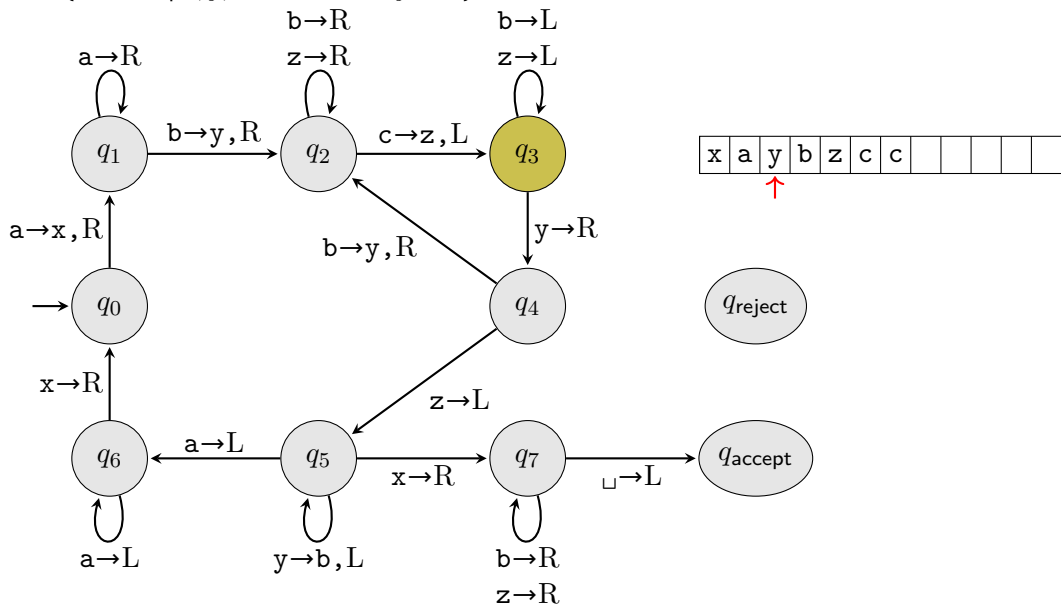 b→R
b→L
a→R
z→R
z→L
q1
b→y,R
q2
c→z,L
q3
x a y b z c c
a→x,R
b→y,R
y→R
q0
q4
qreject
x→R
z→L
q6
a→L
q5
x→R
q7
␣→L
qaccept
a→L
y→b,L
b→R
z→R